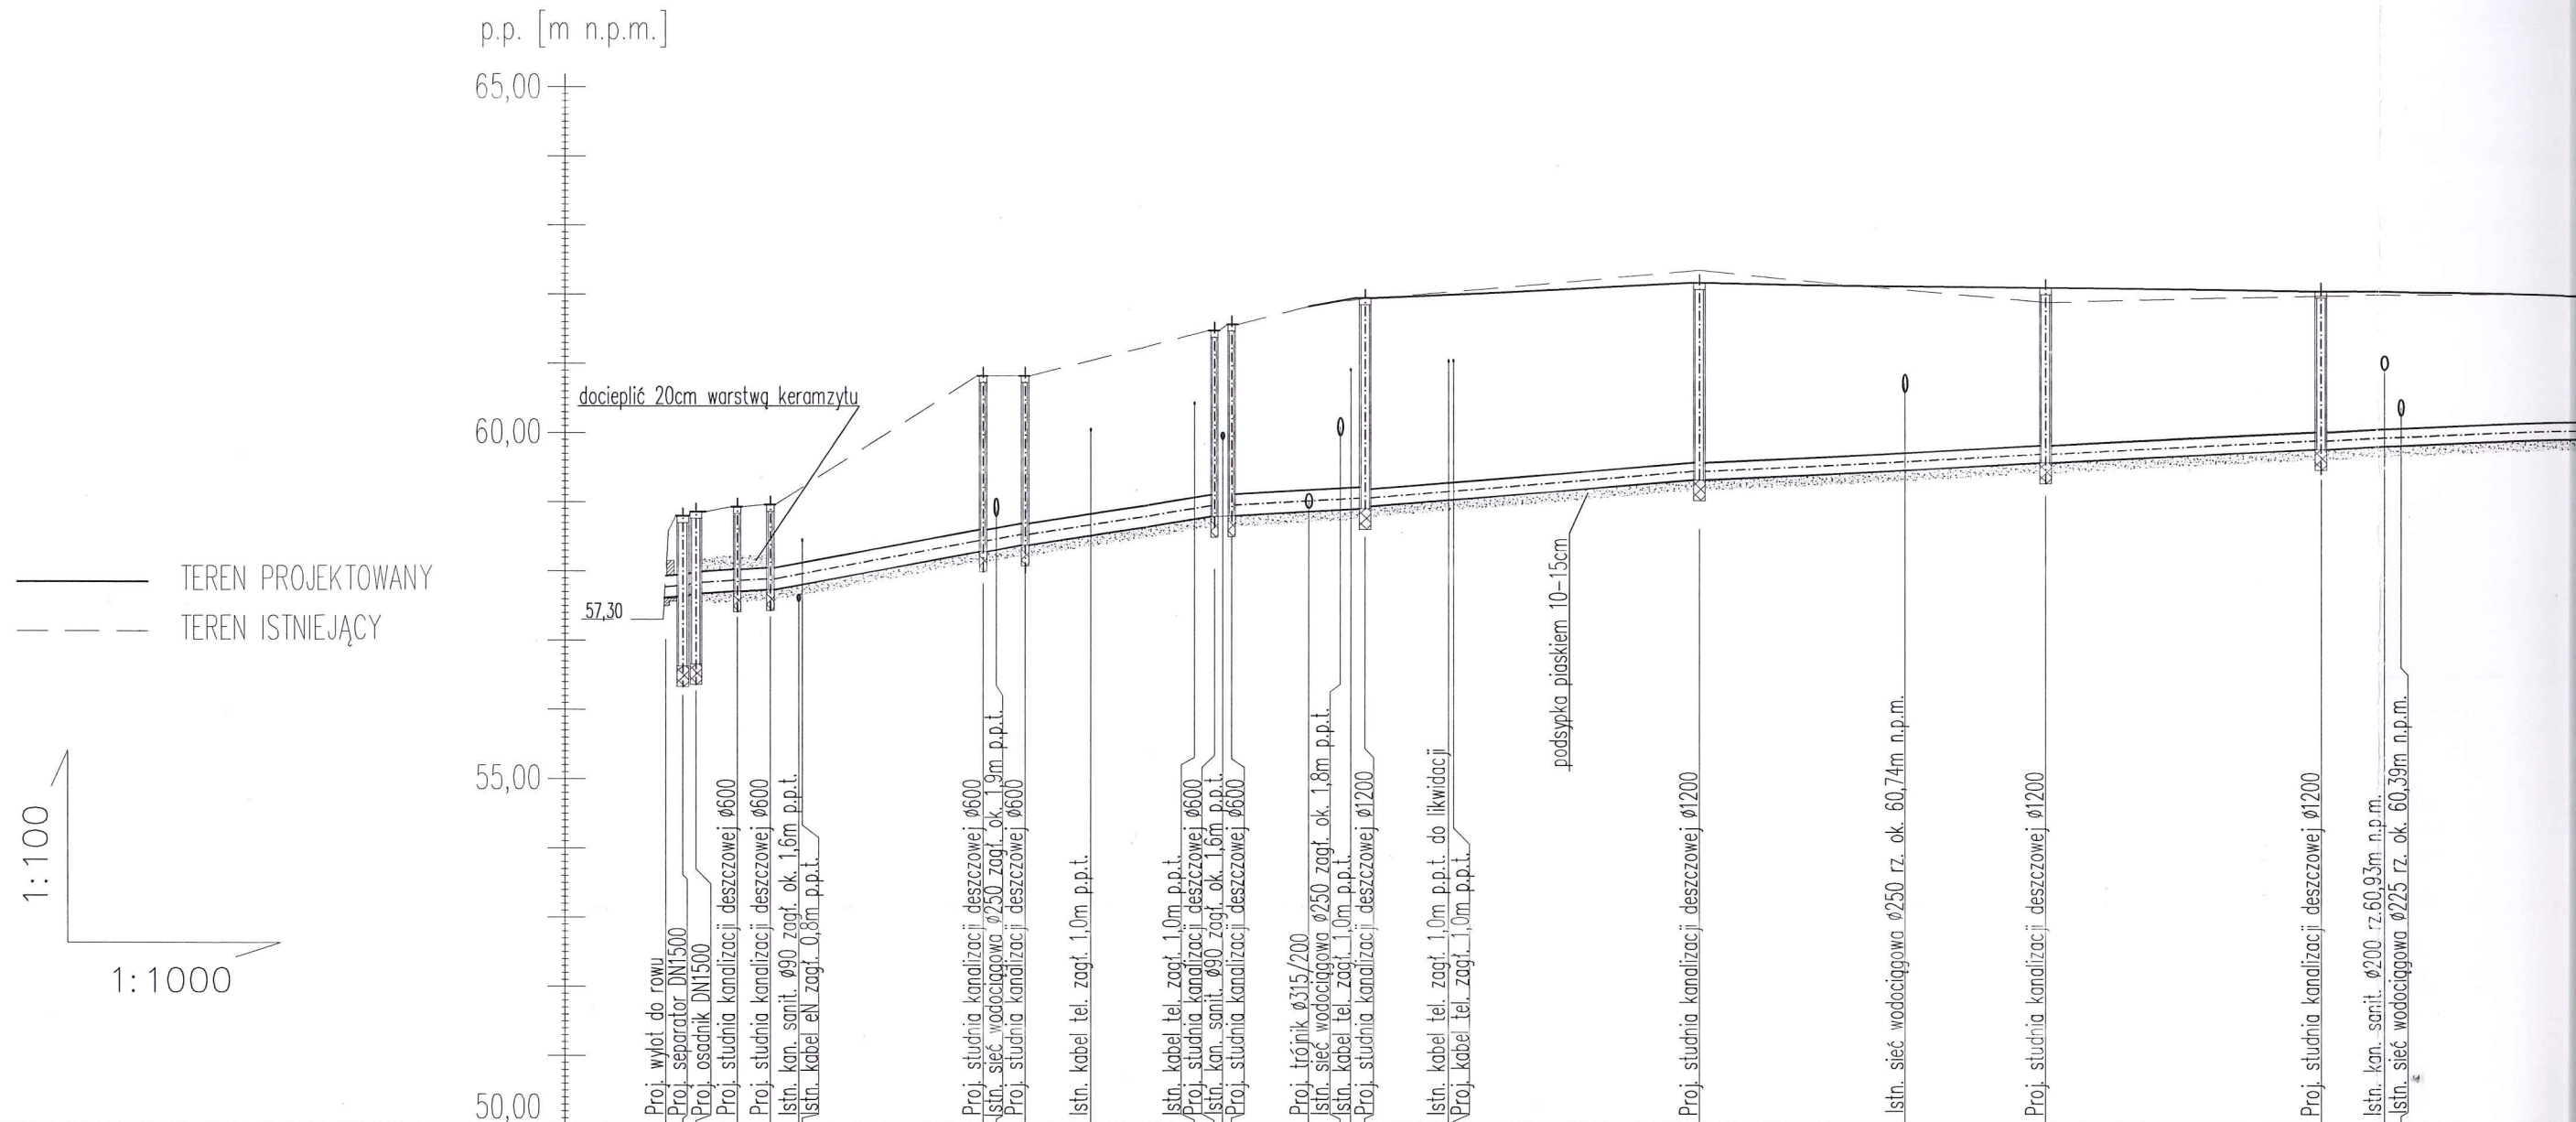 p.p. [m n.p.m.]
65,00
60,00
55,00
50,00
docieplić 20cm warstwą keramzytu
57,30
TEREN PROJEKTOWANY
TEREN ISTNIEJĄCY
1:100
1:1000
podsypka piaskiem 10-15cm
Proj. wylot do rowu
Proj. separator DN1500
Proj. osadnik DN1500
Proj. studnia kanalizacji deszczowej ø600
Proj. studnia kanalizacji deszczowej ø600
Istn. kan. sanit. ø90 zagł. ok. 1,6m p.p.t.
Istn. kabel eN zagł. 0,8m p.p.t.
Proj. studnia kanalizacji deszczowej ø600
Istn. sieć wodociągowa ø250 zagł. ok. 1,9m p.p.t.
Proj. studnia kanalizacji deszczowej ø600
Istn. kabel tel. zagł. 1,0m p.p.t.
Istn. kabel tel. zagł. 1,0m p.p.t.
Proj. studnia kanalizacji deszczowej ø600
Istn. kan. sanit. ø90 zagł. ok. 1,6m p.p.t.
Proj. studnia kanalizacji deszczowej ø600
Proj. trójnik ø315/200
Istn. sieć wodociągowa ø250 zagł. ok. 1,8m p.p.t.
Istn. kabel tel. zagł. 1,0m p.p.t.
Proj. studnia kanalizacji deszczowej ø1200
Istn. kabel tel. zagł. 1,0m p.p.t. do likwidacji
Proj. kabel tel. zagł. 1,0m p.p.t.
Proj. studnia kanalizacji deszczowej ø1200
Istn. sieć wodociągowa ø250 rz. ok. 60,74m n.p.m.
Proj. studnia kanalizacji deszczowej ø1200
Proj. studnia kanalizacji deszczowej ø1200
Istn. kan. sanit. ø200 rz.60,93m n.p.m.
Istn. sieć wodociągowa ø225 rz. ok. 60,39m n.p.m.